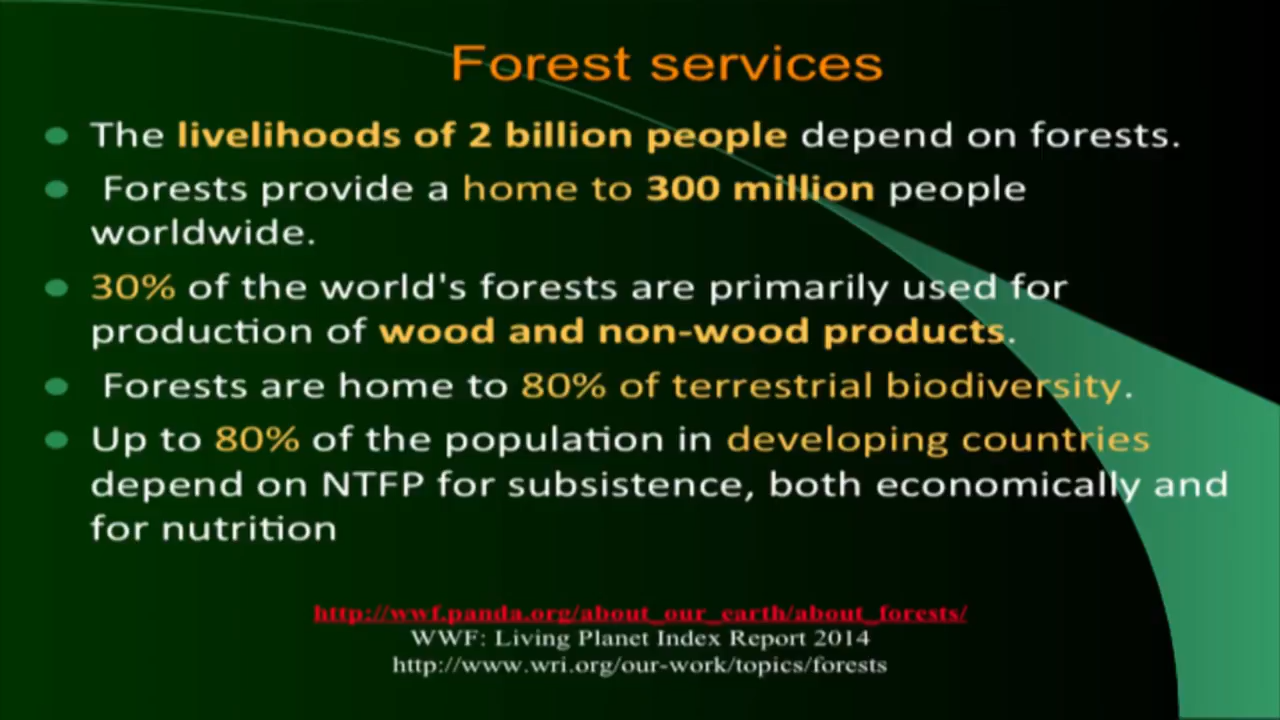 Forest services
The livelihoods of 2 billion people depend on forests.
Forests provide a home to 300 million people
worldwide.
30% of the world's forests are primarily used for
production of wood and non-wood products.
Forests are home to 80% of terrestrial biodiversity.
Up to 80% of the population in developing countries
depend on NTFP for subsistence, both economically and
for nutrition
http://wwf.panda.org/about_our_earth/about_forests/
WWF: Living Planet Index Report 2014
http://www.wri.org/our-work/topics/forests